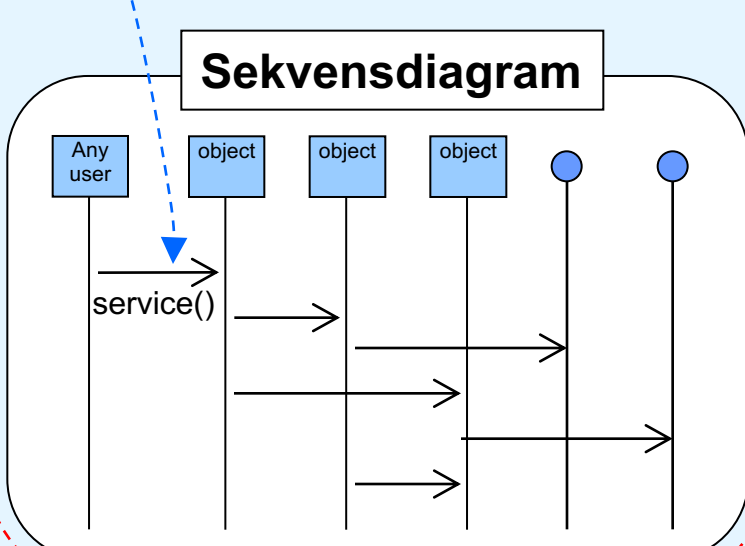 Sekvensdiagram
Any
user
object
object
object
service()